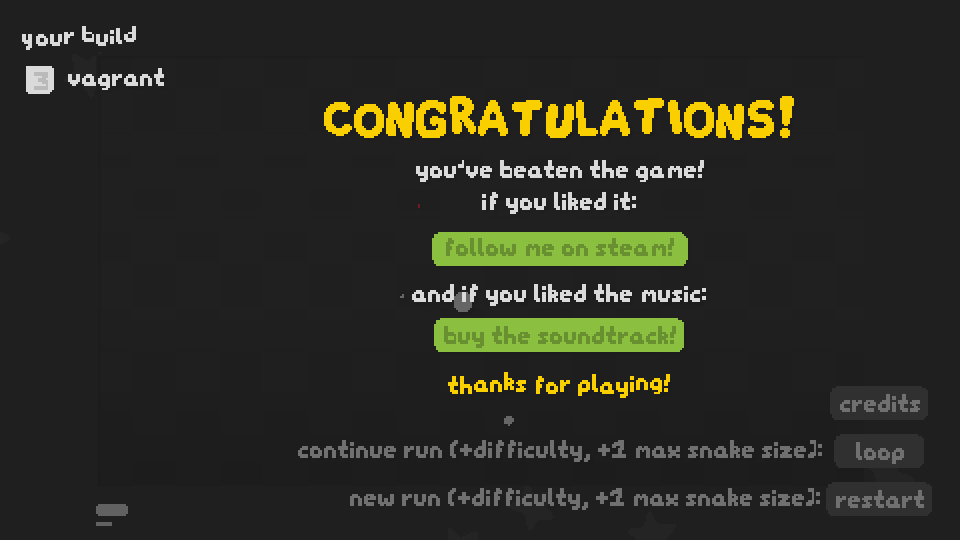 your build
3 vagrant
CONGRATULATIONS!
you've beaten the game!
if you liked it:
follow me on steam!
and if you liked the music:
buy the soundtrack!
thanks for playing!
credits
continue run (+difficulty, +1 max snake size): loop
new run (+difficulty, +1 max snake size): restart